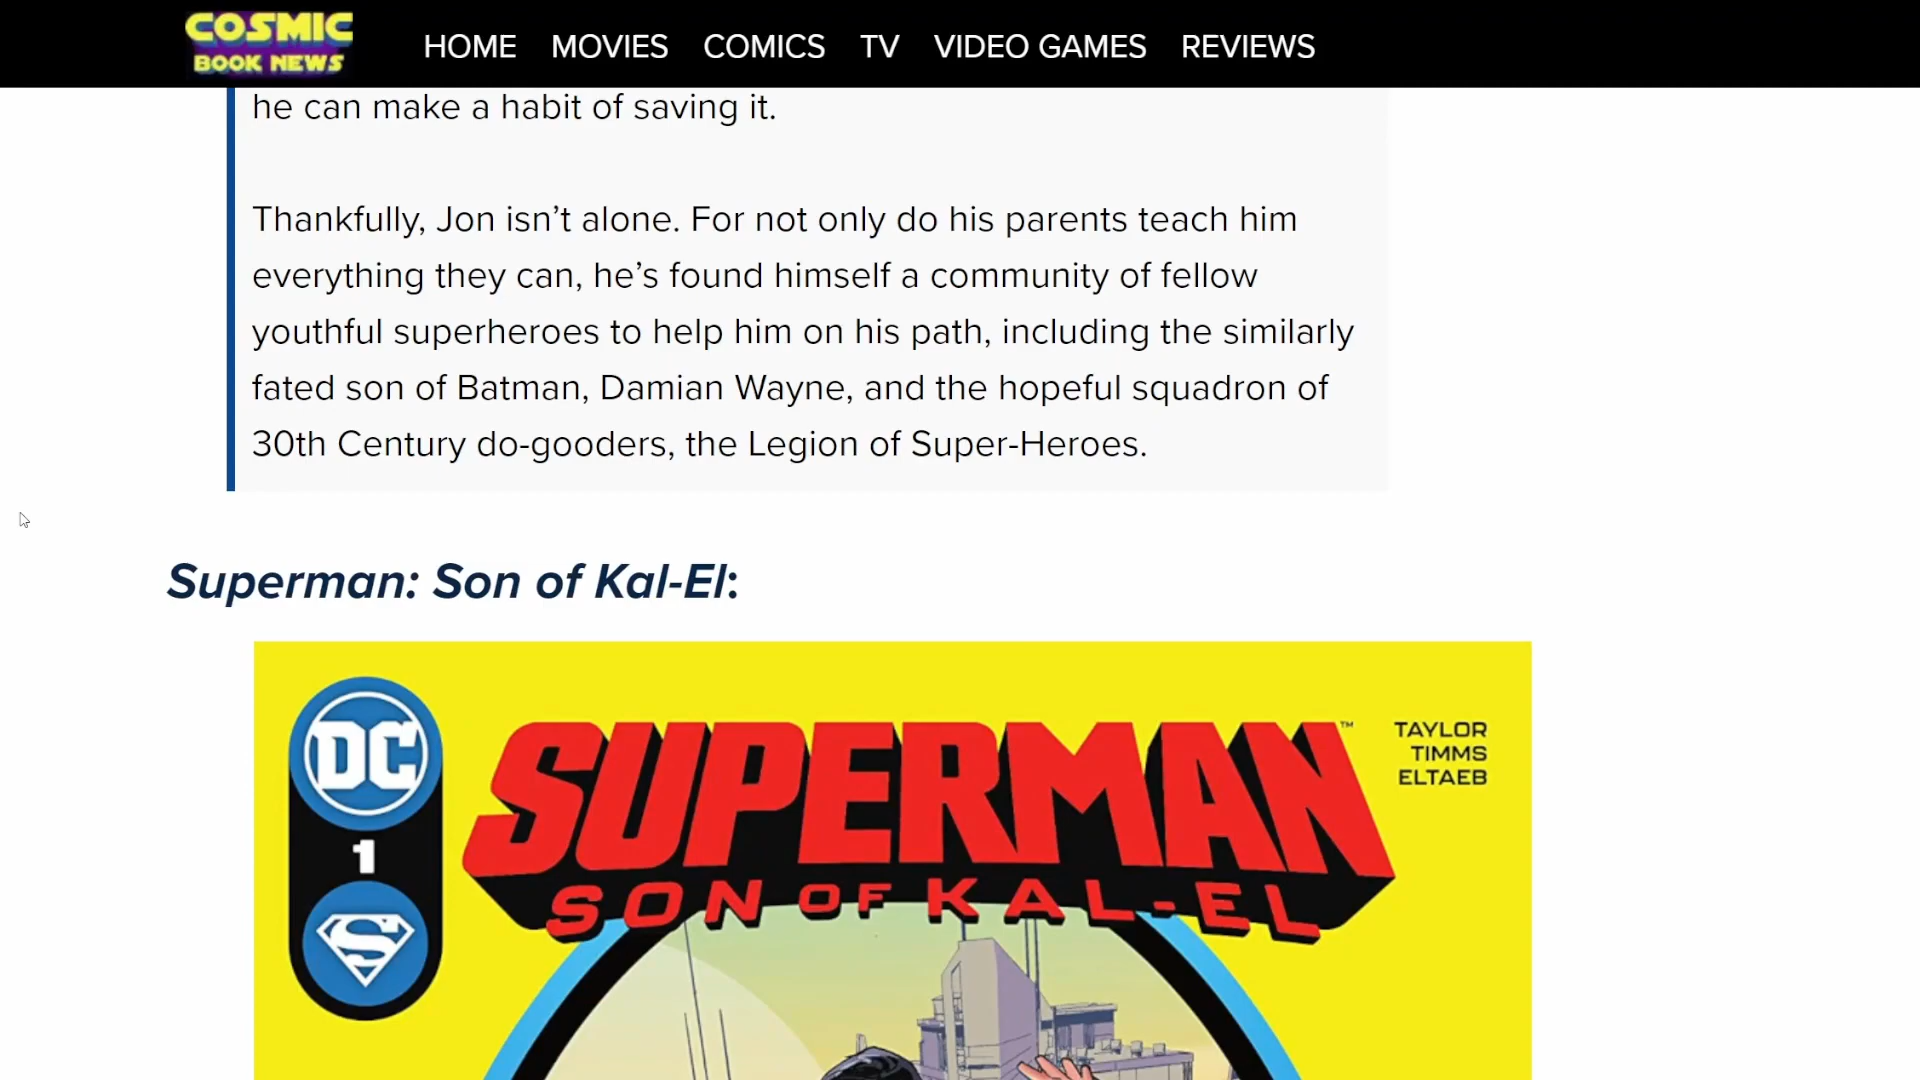 COSMIC
BOOK NEWS
HOME MOVIES COMICS TV VIDEO GAMES REVIEWS
he can make a habit of saving it.
Thankfully, Jon isn’t alone. For not only do his parents teach him
everything they can, he’s found himself a community of fellow
youthful superheroes to help him on his path, including the similarly
fated son of Batman, Damian Wayne, and the hopeful squadron of
30th Century do-gooders, the Legion of Super-Heroes.
Superman: Son of Kal-El:
DC
1
S
SUPERMAN™
SON OF KAL-EL
TAYLOR
TIMMS
ELTAEB